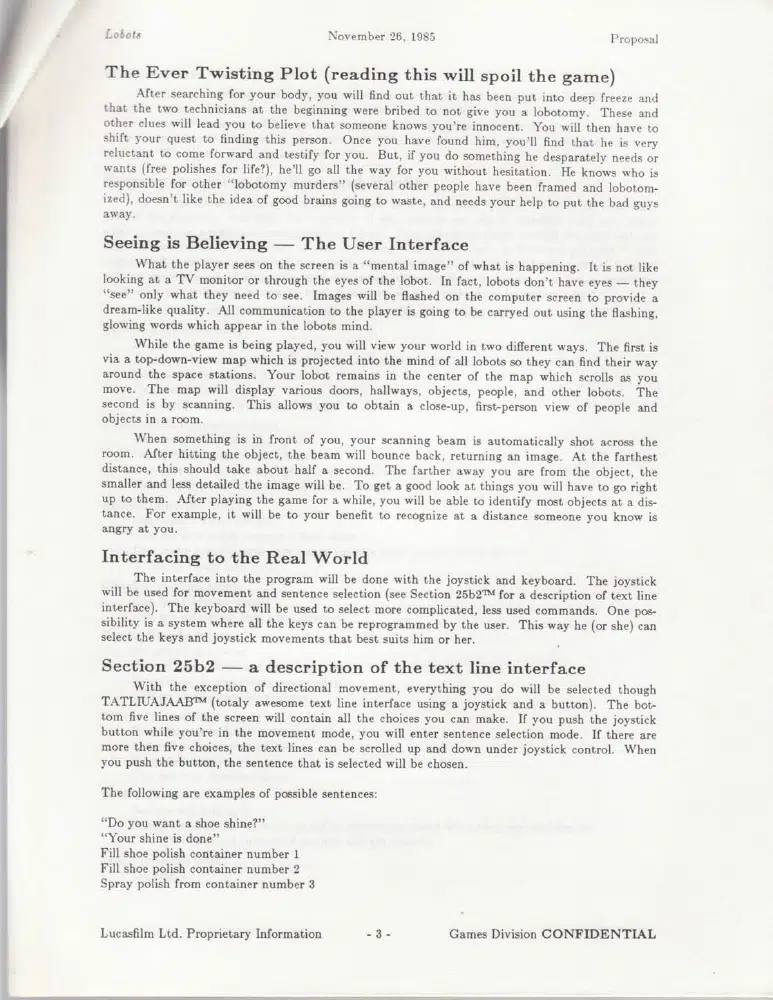 Lobots November 26, 1985 Proposal
The Ever Twisting Plot (reading this will spoil the game)
After searching for your body, you will find out that it has been put into deep freeze and
that the two technicians at the beginning were bribed to not give you a lobotomy. These and
other clues will lead you to believe that someone knows you're innocent. You will then have to
shift your quest to finding this person. Once you have found him, you'll find that he is very
reluctant to come forward and testify for you. But, if you do something he desparately needs or
wants (free polishes for life?), he'll go all the way for you without hesitation. He knows who is
responsible for other "lobotomy murders" (several other people have been framed and lobotom-
ized), doesn't like the idea of good brains going to waste, and needs your help to put the bad guys
away.
Seeing is Believing — The User Interface
What the player sees on the screen is a "mental image" of what is happening. It is not like
looking at a TV monitor or through the eyes of the lobot. In fact, lobots don't have eyes — they
"see" only what they need to see. Images will be flashed on the computer screen to provide a
dream-like quality. All communication to the player is going to be carryed out using the flashing,
glowing words which appear in the lobots mind.
While the game is being played, you will view your world in two different ways. The first is
via a top-down-view map which is projected into the mind of all lobots so they can find their way
around the space stations. Your lobot remains in the center of the map which scrolls as you
move. The map will display various doors, hallways, objects, people, and other lobots. The
second is by scanning. This allows you to obtain a close-up, first-person view of people and
objects in a room.
When something is in front of you, your scanning beam is automatically shot across the
room. After hitting the object, the beam will bounce back, returning an image. At the farthest
distance, this should take about half a second. The farther away you are from the object, the
smaller and less detailed the image will be. To get a good look at things you will have to go right
up to them. After playing the game for a while, you will be able to identify most objects at a dis-
tance. For example, it will be to your benefit to recognize at a distance someone you know is
angry at you.
Interfacing to the Real World
The interface into the program will be done with the joystick and keyboard. The joystick
will be used for movement and sentence selection (see Section 25b2™ for a description of text line
interface). The keyboard will be used to select more complicated, less used commands. One pos-
sibility is a system where all the keys can be reprogrammed by the user. This way he (or she) can
select the keys and joystick movements that best suits him or her.
Section 25b2 — a description of the text line interface
With the exception of directional movement, everything you do will be selected though
TATLIUAJAAB™ (totaly awesome text line interface using a joystick and a button). The bot-
tom five lines of the screen will contain all the choices you can make. If you push the joystick
button while you're in the movement mode, you will enter sentence selection mode. If there are
more then five choices, the text lines can be scrolled up and down under joystick control. When
you push the button, the sentence that is selected will be chosen.
The following are examples of possible sentences:
"Do you want a shoe shine?"
"Your shine is done"
Fill shoe polish container number 1
Fill shoe polish container number 2
Spray polish from container number 3
Lucasfilm Ltd. Proprietary Information - 3 - Games Division CONFIDENTIAL